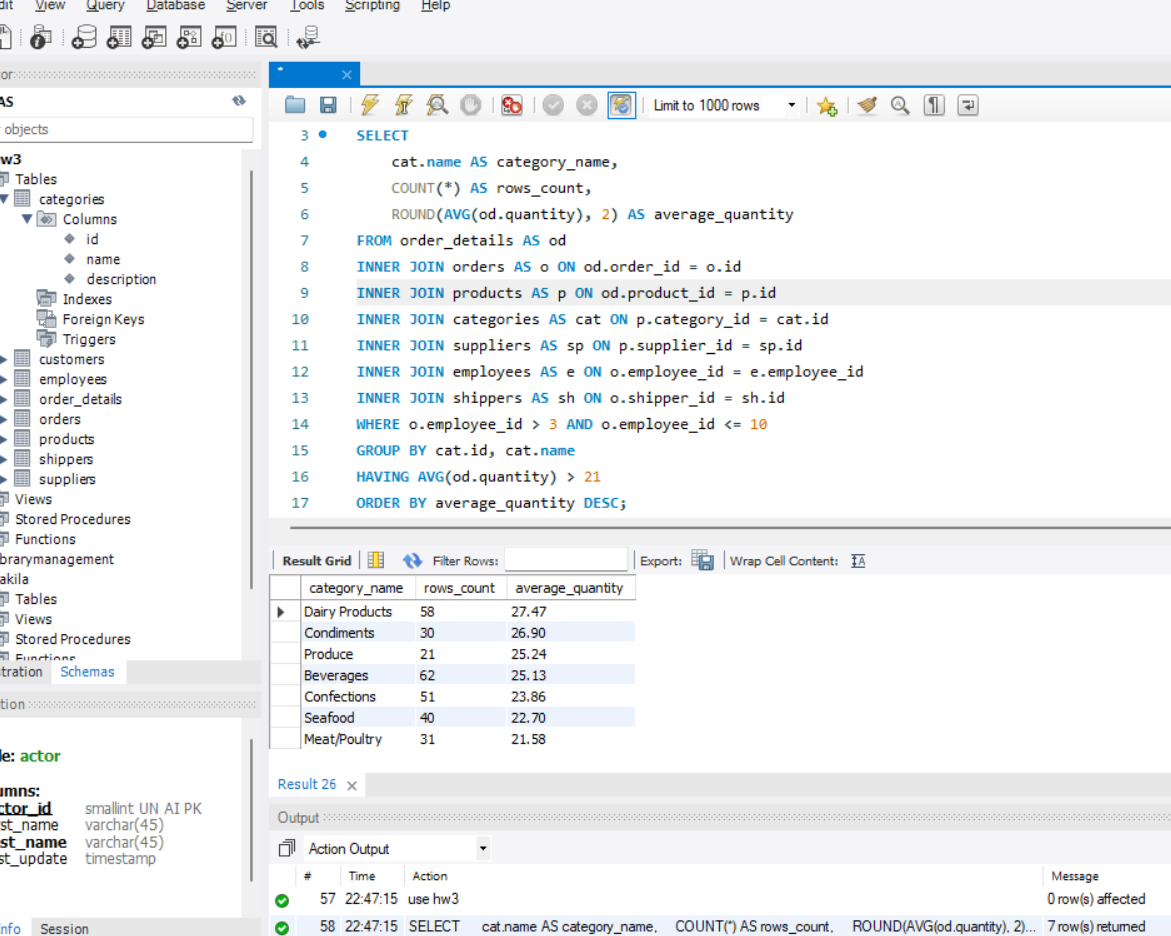 View Query Database Server Tools Scripting Help
AS
objects
w3
Tables
categories
Columns
id
name
description
Indexes
Foreign Keys
Triggers
customers
employees
order_details
orders
products
shippers
suppliers
Views
Stored Procedures
Functions
brarymanagement
akila
Tables
Views
Stored Procedures
Functions
Schemas
le: actor
umns:
ctor_id smallint UN AI PK
rst_name varchar(45)
ast_name varchar(45)
st_update timestamp
Session
Limit to 1000 rows
3 SELECT
4 cat.name AS category_name,
5 COUNT(*) AS rows_count,
6 ROUND(AVG(od.quantity), 2) AS average_quantity
7 FROM order_details AS od
8 INNER JOIN orders AS o ON od.order_id = o.id
9 INNER JOIN products AS p ON od.product_id = p.id
10 INNER JOIN categories AS cat ON p.category_id = cat.id
11 INNER JOIN suppliers AS sp ON p.supplier_id = sp.id
12 INNER JOIN employees AS e ON o.employee_id = e.employee_id
13 INNER JOIN shippers AS sh ON o.shipper_id = sh.id
14 WHERE o.employee_id > 3 AND o.employee_id <= 10
15 GROUP BY cat.id, cat.name
16 HAVING AVG(od.quantity) > 21
17 ORDER BY average_quantity DESC;
Result Grid Filter Rows: Export: Wrap Cell Content:
category_name rows_count average_quantity
Dairy Products 58 27.47
Condiments 30 26.90
Produce 21 25.24
Beverages 62 25.13
Confections 51 23.86
Seafood 40 22.70
Meat/Poultry 31 21.58
Result 26
Output
Action Output
# Time Action Message
57 22:47:15 use hw3 0 row(s) affected
58 22:47:15 SELECT cat.name AS category_name, COUNT(*) AS rows_count, ROUND(AVG(od.quantity), 2)... 7 row(s) returned